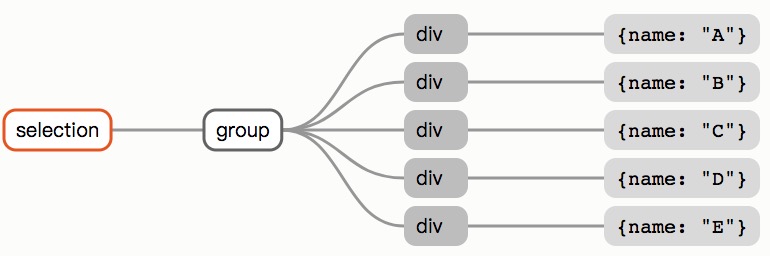 div {name: "A"}
div {name: "B"}
selection group div {name: "C"}
div {name: "D"}
div {name: "E"}